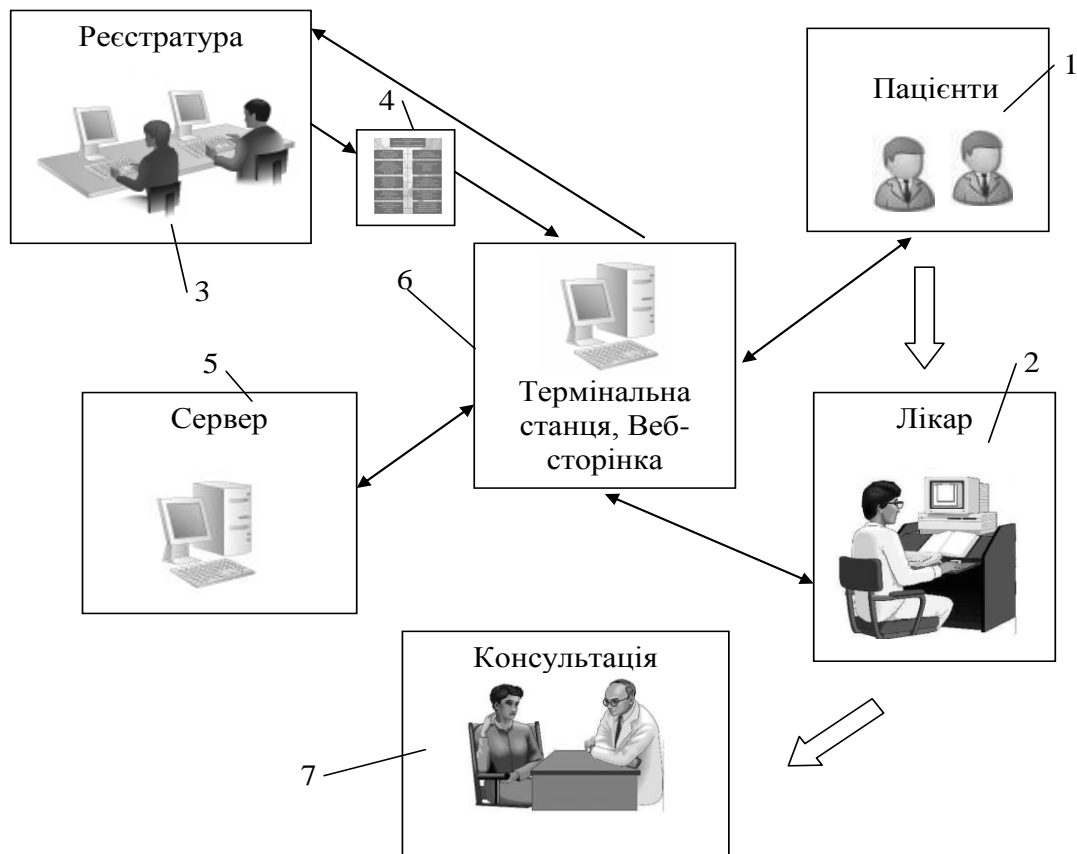 Реєстратура
4
Пацієнти
1
3
6
Термінальна
станця, Веб-
сторінка
5
Сервер
2
Лікар
Консультація
7